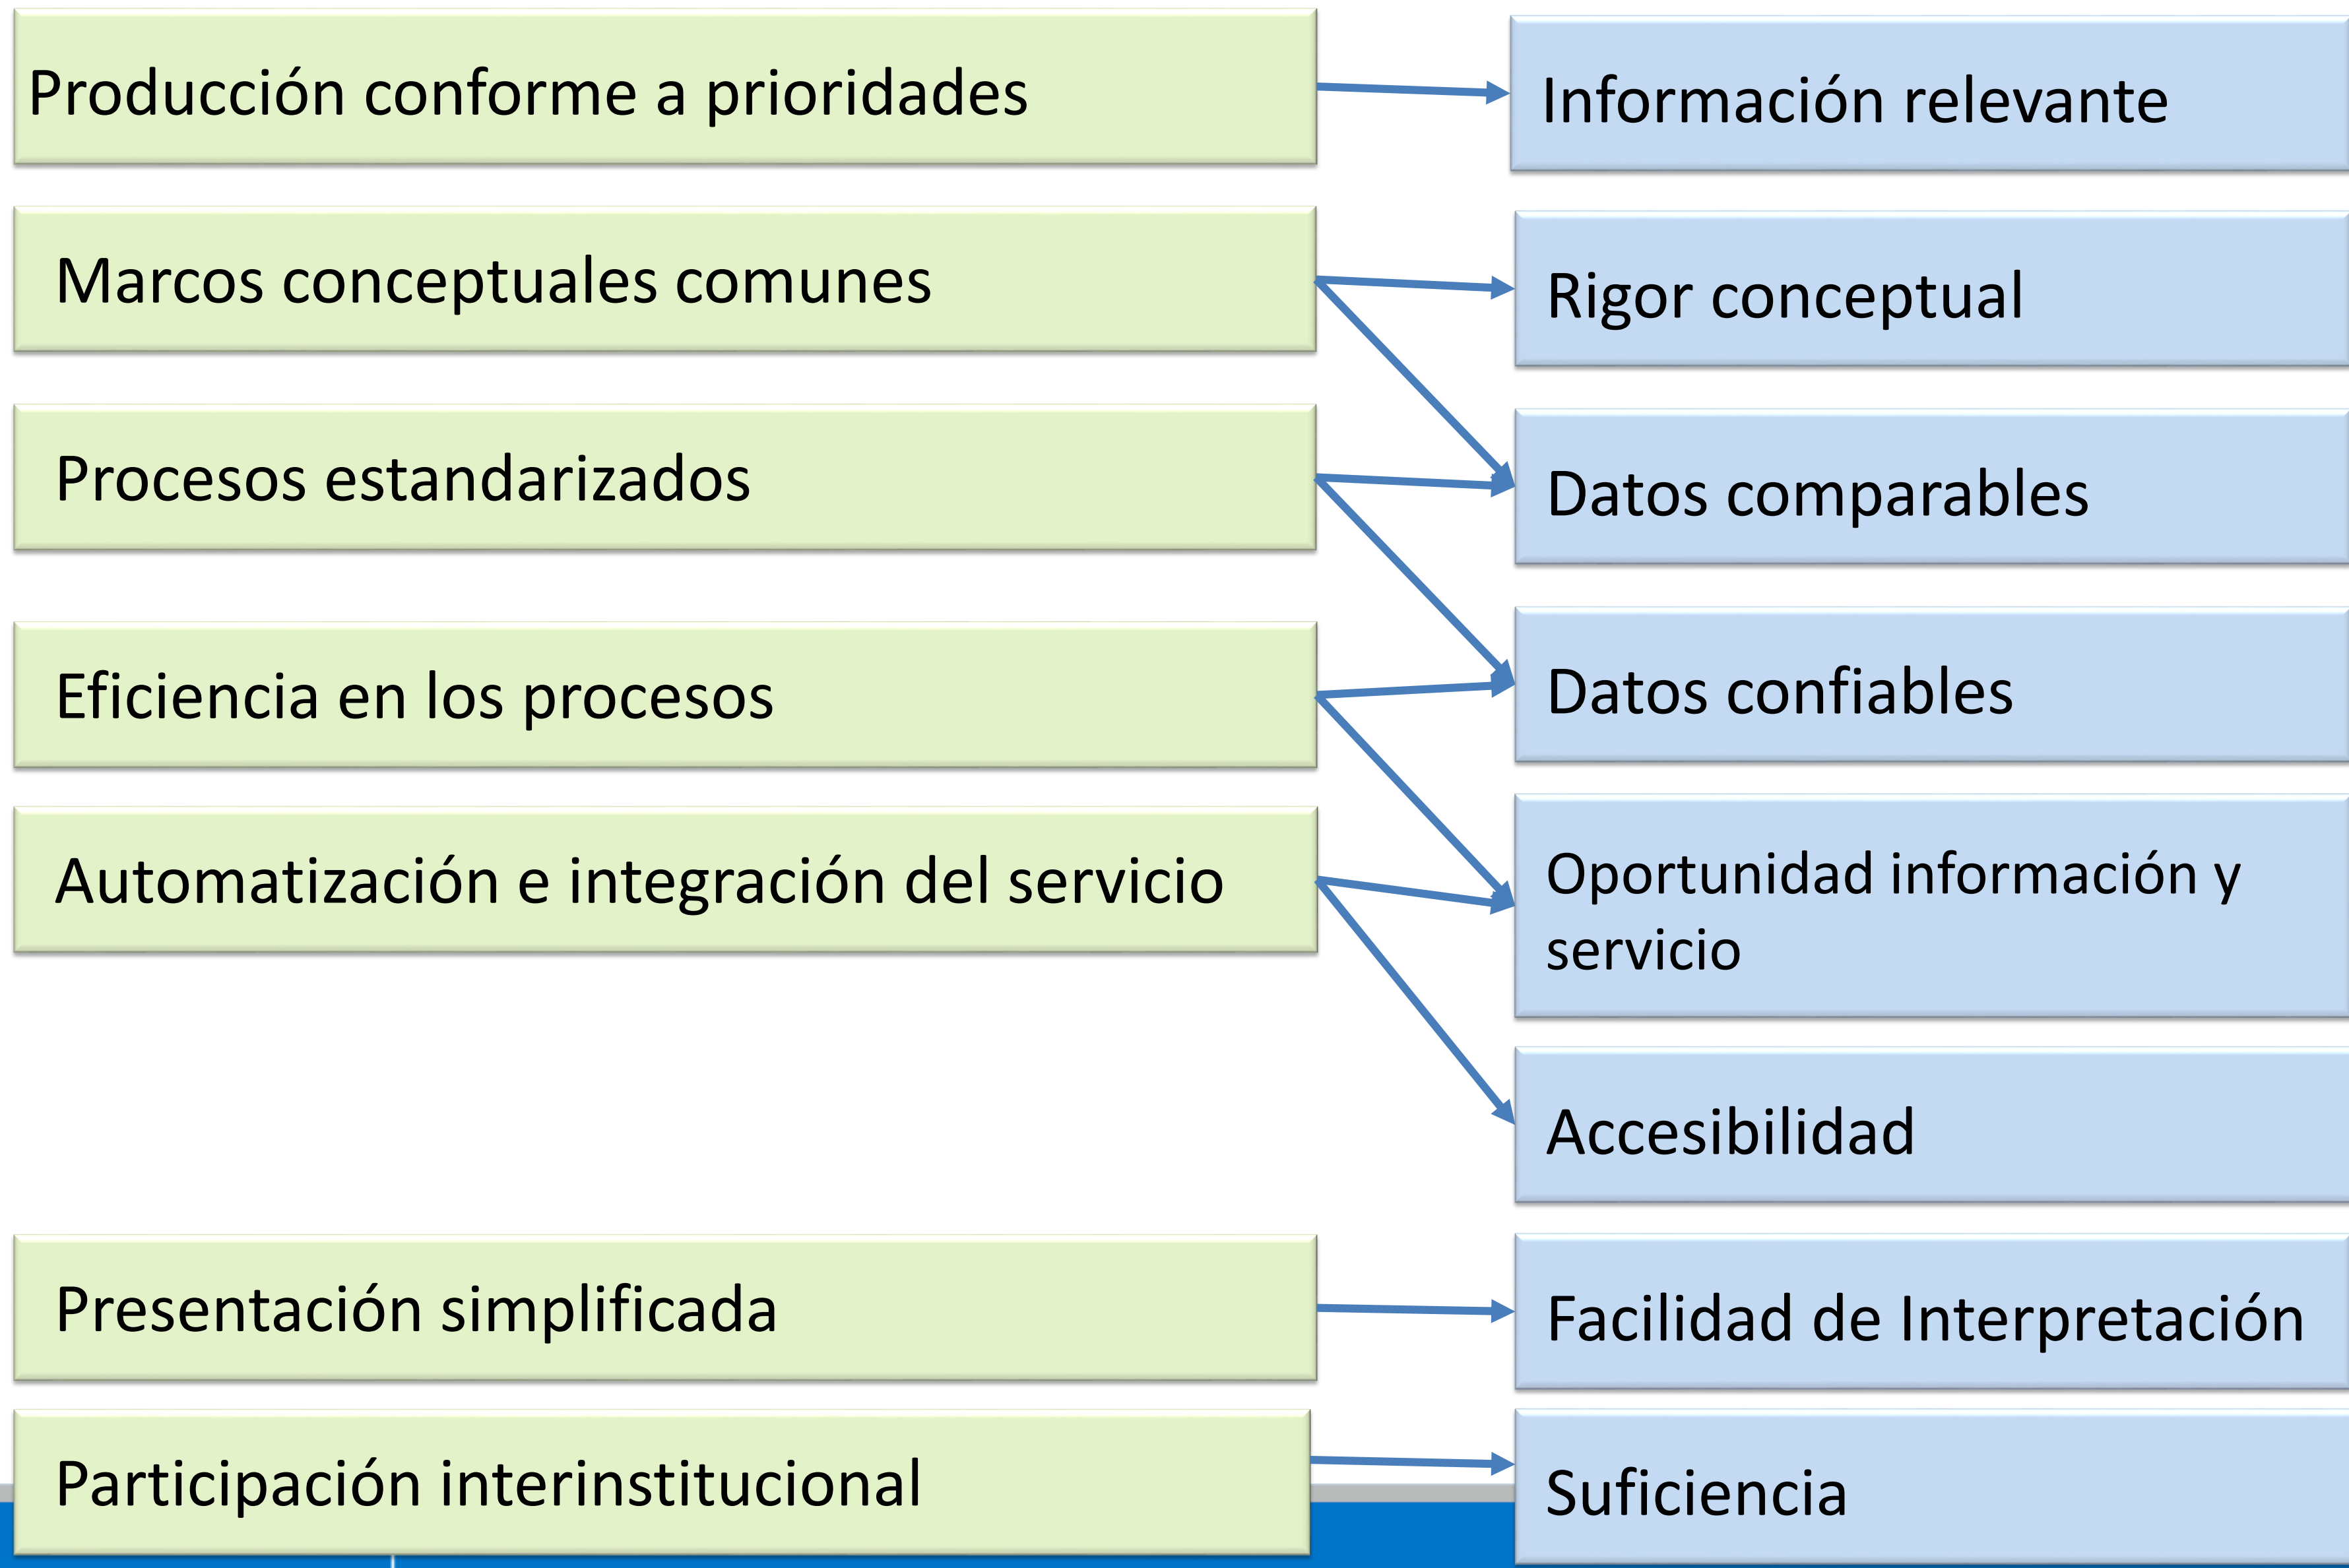 Producción conforme a prioridades
Información relevante
Marcos conceptuales comunes
Rigor conceptual
Procesos estandarizados
Datos comparables
Eficiencia en los procesos
Datos confiables
Automatización e integración del servicio
Oportunidad información y
servicio
Accesibilidad
Presentación simplificada
Facilidad de Interpretación
Participación interinstitucional
Suficiencia